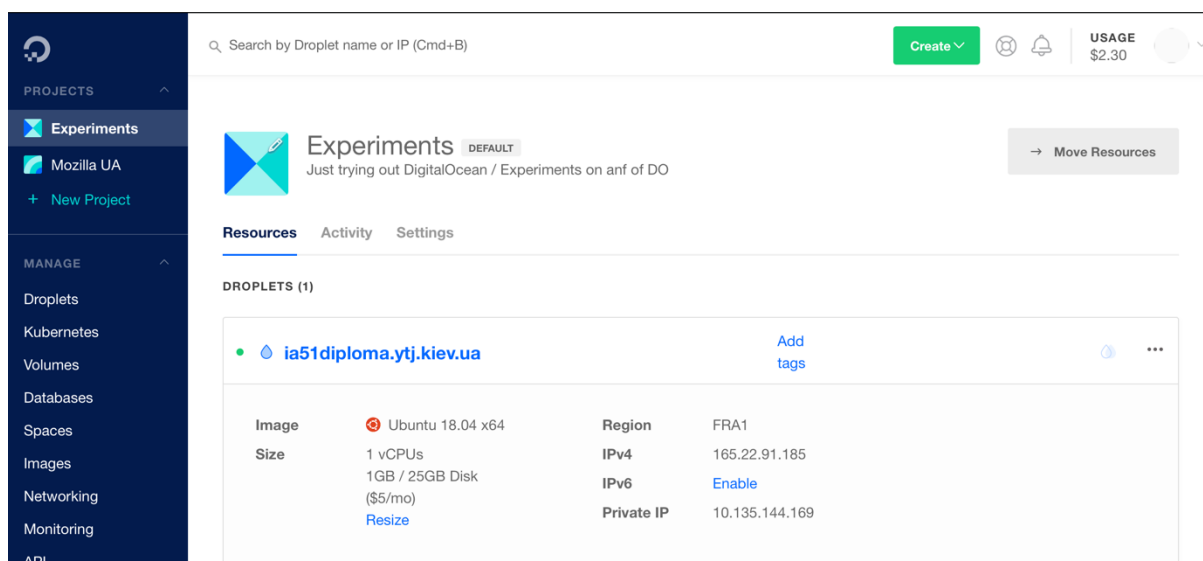 Search by Droplet name or IP (Cmd+B)
Create
USAGE
$2.30
PROJECTS
Experiments
Mozilla UA
+ New Project
MANAGE
Droplets
Kubernetes
Volumes
Databases
Spaces
Images
Networking
Monitoring
API
Experiments DEFAULT
Just trying out DigitalOcean / Experiments on anf of DO
→ Move Resources
Resources Activity Settings
DROPLETS (1)
ia51diploma.ytj.kiev.ua
Add
tags
...
Image Ubuntu 18.04 x64
Size 1 vCPUs
1GB / 25GB Disk
($5/mo)
Resize
Region FRA1
IPv4 165.22.91.185
IPv6 Enable
Private IP 10.135.144.169